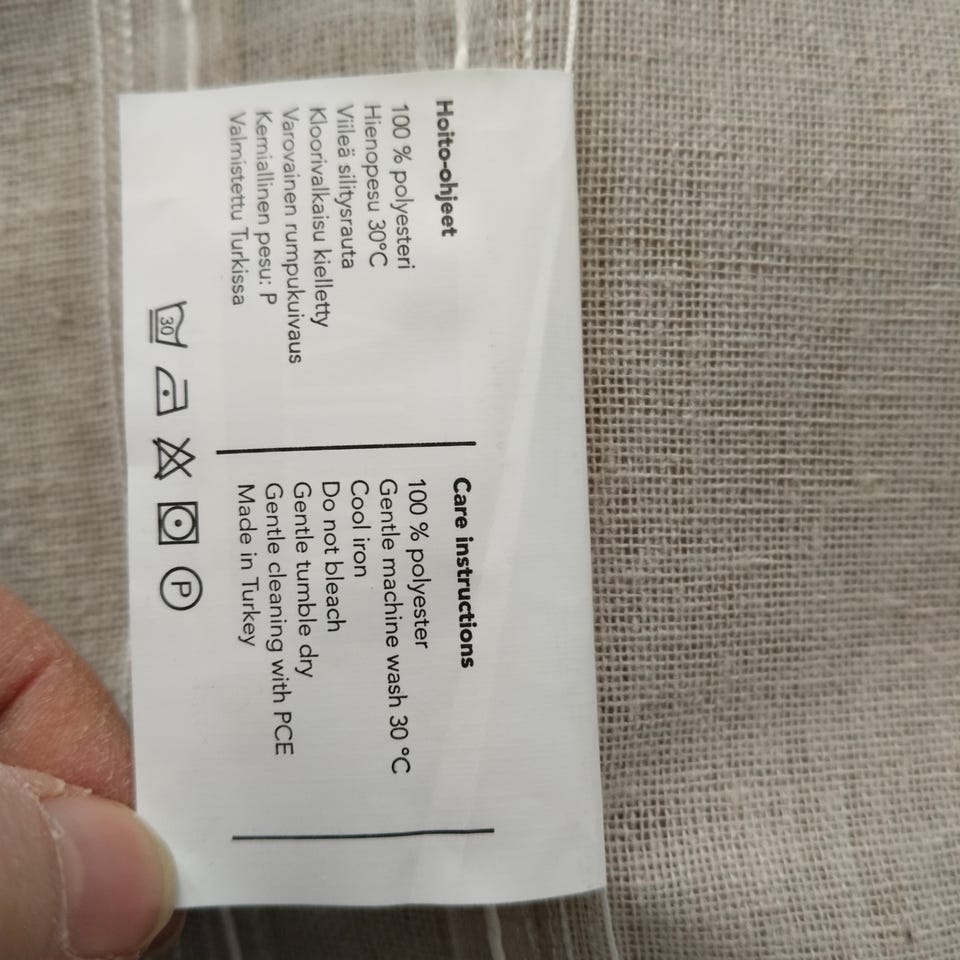 Hoito-ohjeet
100 % polyesteri
Hienopesu 30°C
Viileä silitysrauta
Kloorivalkaisu kielletty
Varovainen rumpukuivaus
Kemiallinen pesu: P
Valmistettu Turkissa
Care instructions
100 % polyester
Gentle machine wash 30 °C
Cool iron
Do not bleach
Gentle tumble dry
Gentle cleaning with PCE
Made in Turkey
30 P